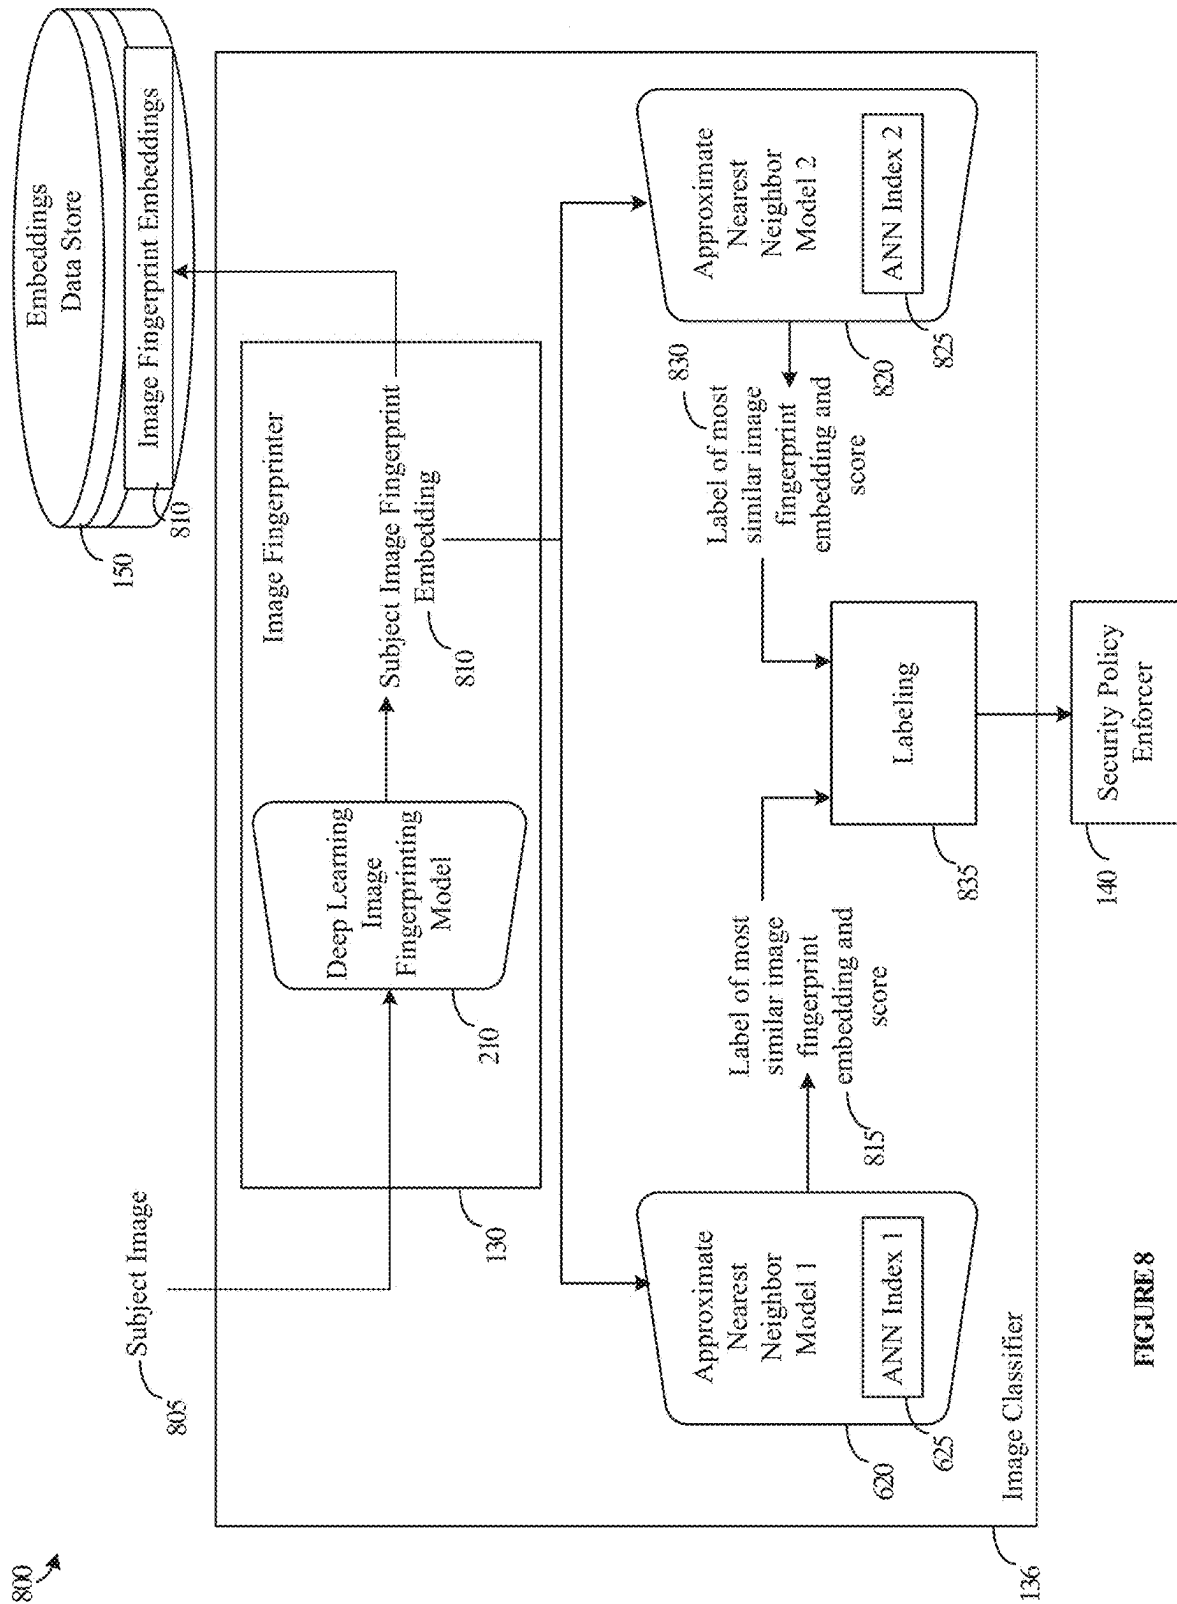 800
805
Subject Image
Embeddings
Data Store
Image Fingerprint Embeddings
150
810
Image Fingerprinter
Deep Learning
Image
Fingerprinting
Model
210
Subject Image Fingerprint
Embedding
810
130
Approximate
Nearest
Neighbor
Model 1
ANN Index 1
620
625
Label of most
similar image
fingerprint
embedding and
score
815
Label of most
similar image
fingerprint
embedding and
score
830
Approximate
Nearest
Neighbor
Model 2
ANN Index 2
820
825
Labeling
835
Image Classifier
136
Security Policy
Enforcer
140
FIGURE 8